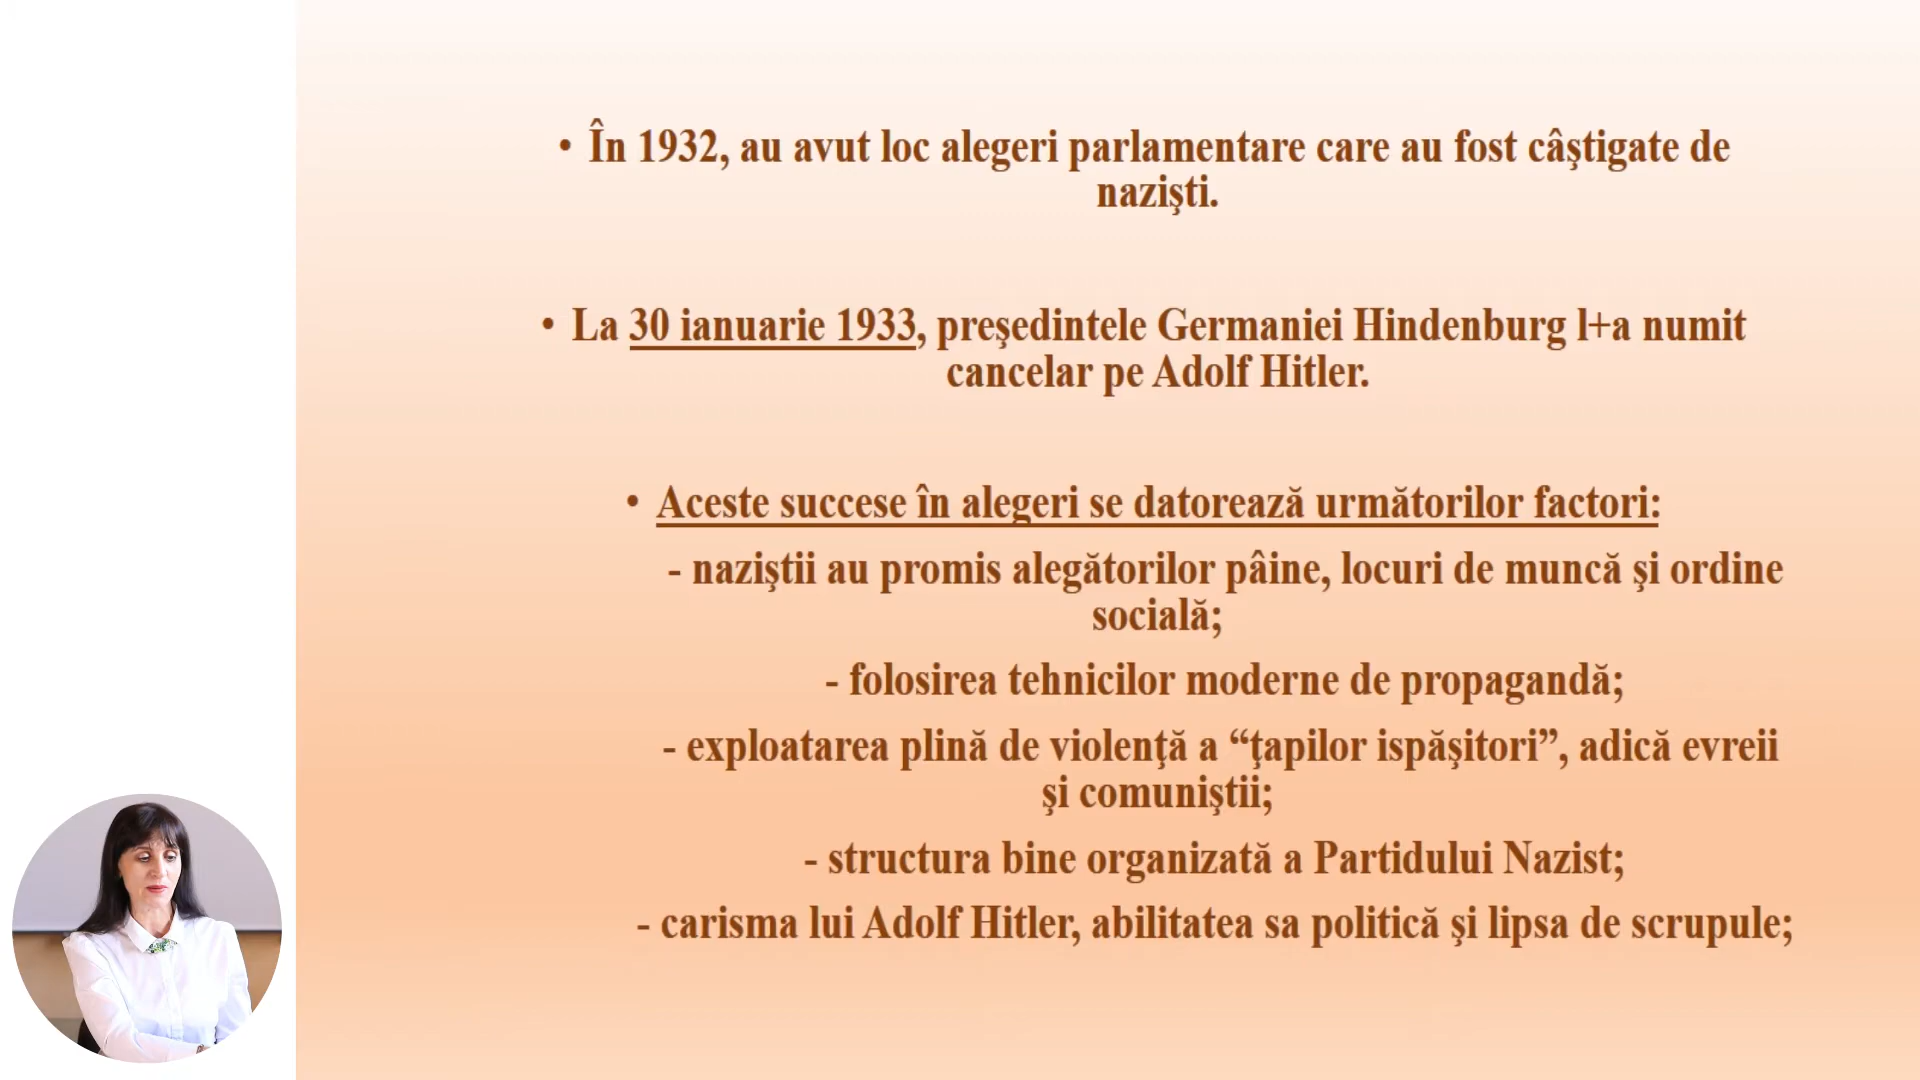 • În 1932, au avut loc alegeri parlamentare care au fost câştigate de
nazişti.
• La 30 ianuarie 1933, preşedintele Germaniei Hindenburg l+a numit
cancelar pe Adolf Hitler.
• Aceste succese în alegeri se datorează următorilor factori:
- naziştii au promis alegătorilor pâine, locuri de muncă şi ordine
socială;
- folosirea tehnicilor moderne de propagandă;
- exploatarea plină de violenţă a “ţapilor ispăşitori”, adică evreii
şi comuniştii;
- structura bine organizată a Partidului Nazist;
- carisma lui Adolf Hitler, abilitatea sa politică şi lipsa de scrupule;